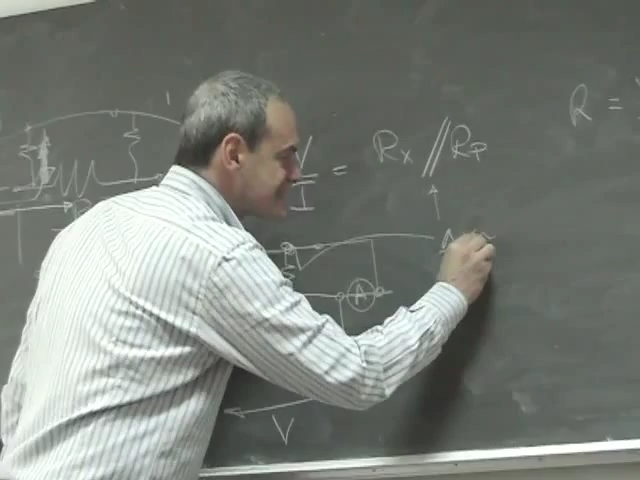 V/I = Rx // RP
R =
A
V